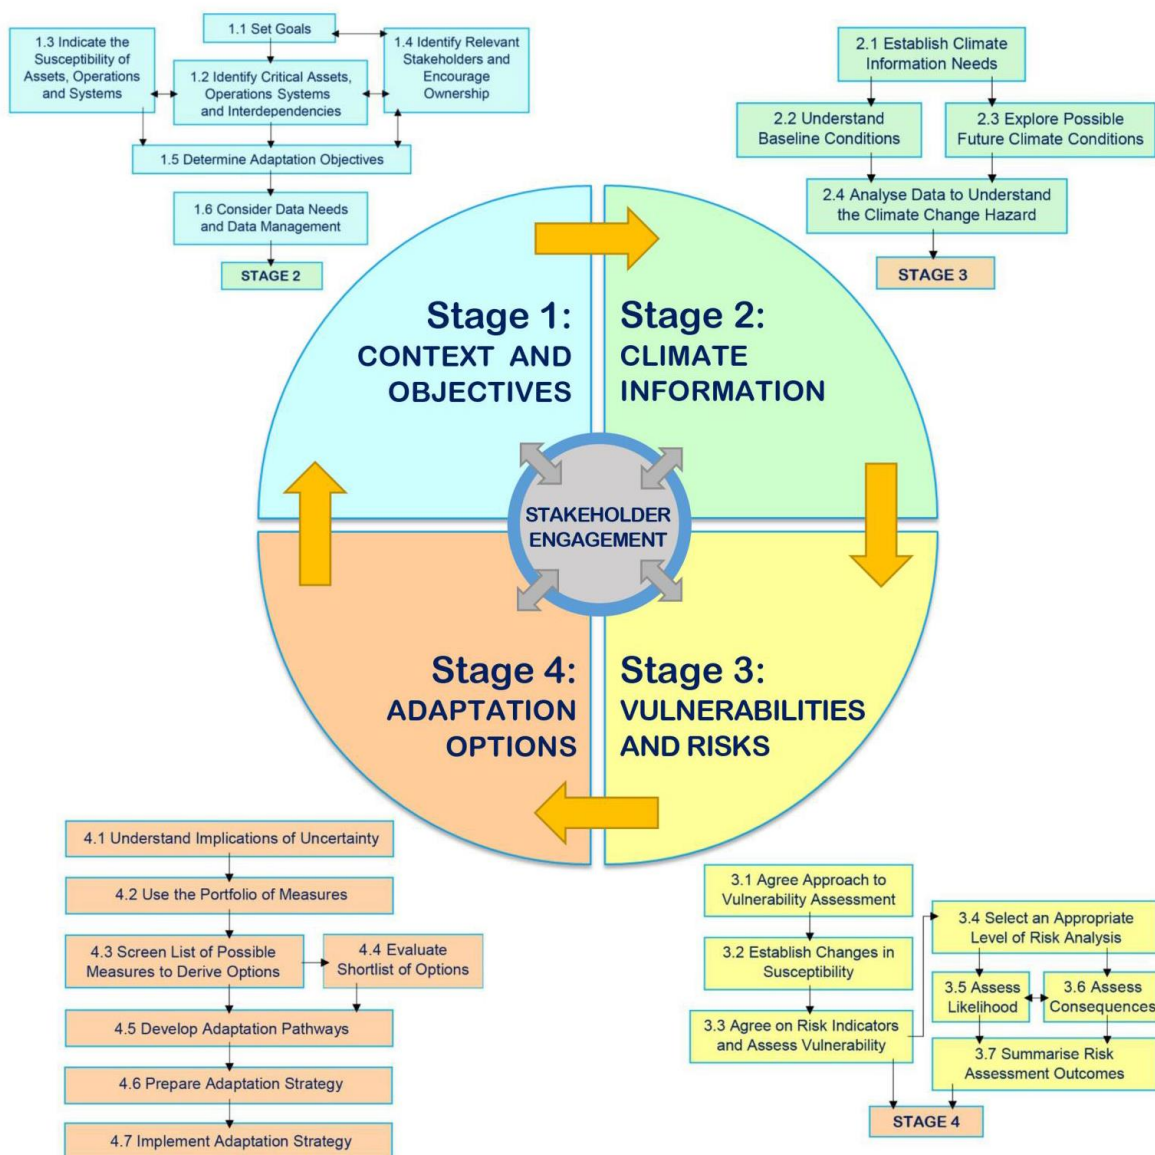 1.1 Set Goals
1.3 Indicate the
Susceptibility of
Assets, Operations
and Systems
1.2 Identify Critical Assets,
Operations Systems
and Interdependencies
1.4 Identify Relevant
Stakeholders and
Encourage
Ownership
1.5 Determine Adaptation Objectives
1.6 Consider Data Needs
and Data Management
STAGE 2
2.1 Establish Climate
Information Needs
2.2 Understand
Baseline Conditions
2.3 Explore Possible
Future Climate Conditions
2.4 Analyse Data to Understand
the Climate Change Hazard
STAGE 3
Stage 1:
CONTEXT AND
OBJECTIVES
Stage 2:
CLIMATE
INFORMATION
STAKEHOLDER
ENGAGEMENT
Stage 4:
ADAPTATION
OPTIONS
Stage 3:
VULNERABILITIES
AND RISKS
4.1 Understand Implications of Uncertainty
4.2 Use the Portfolio of Measures
4.3 Screen List of Possible
Measures to Derive Options
4.4 Evaluate
Shortlist of Options
4.5 Develop Adaptation Pathways
4.6 Prepare Adaptation Strategy
4.7 Implement Adaptation Strategy
3.1 Agree Approach to
Vulnerability Assessment
3.2 Establish Changes in
Susceptibility
3.3 Agree on Risk Indicators
and Assess Vulnerability
3.4 Select an Appropriate
Level of Risk Analysis
3.5 Assess
Likelihood
3.6 Assess
Consequences
3.7 Summarise Risk
Assessment Outcomes
STAGE 4